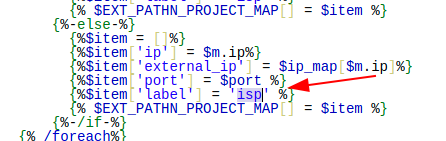 {% $EXT_PATHN_PROJECT_MAP[] = $item %}
{%-else-%}
{%$item = []%}
{%$item['ip'] = $m.ip%}
{%$item['external_ip'] = $ip_map[$m.ip]%}
{%$item['port'] = $port %}
{%$item['label'] = 'isp' %}
{% $EXT_PATHN_PROJECT_MAP[] = $item %}
{%-/if-%}
{% /foreach%}